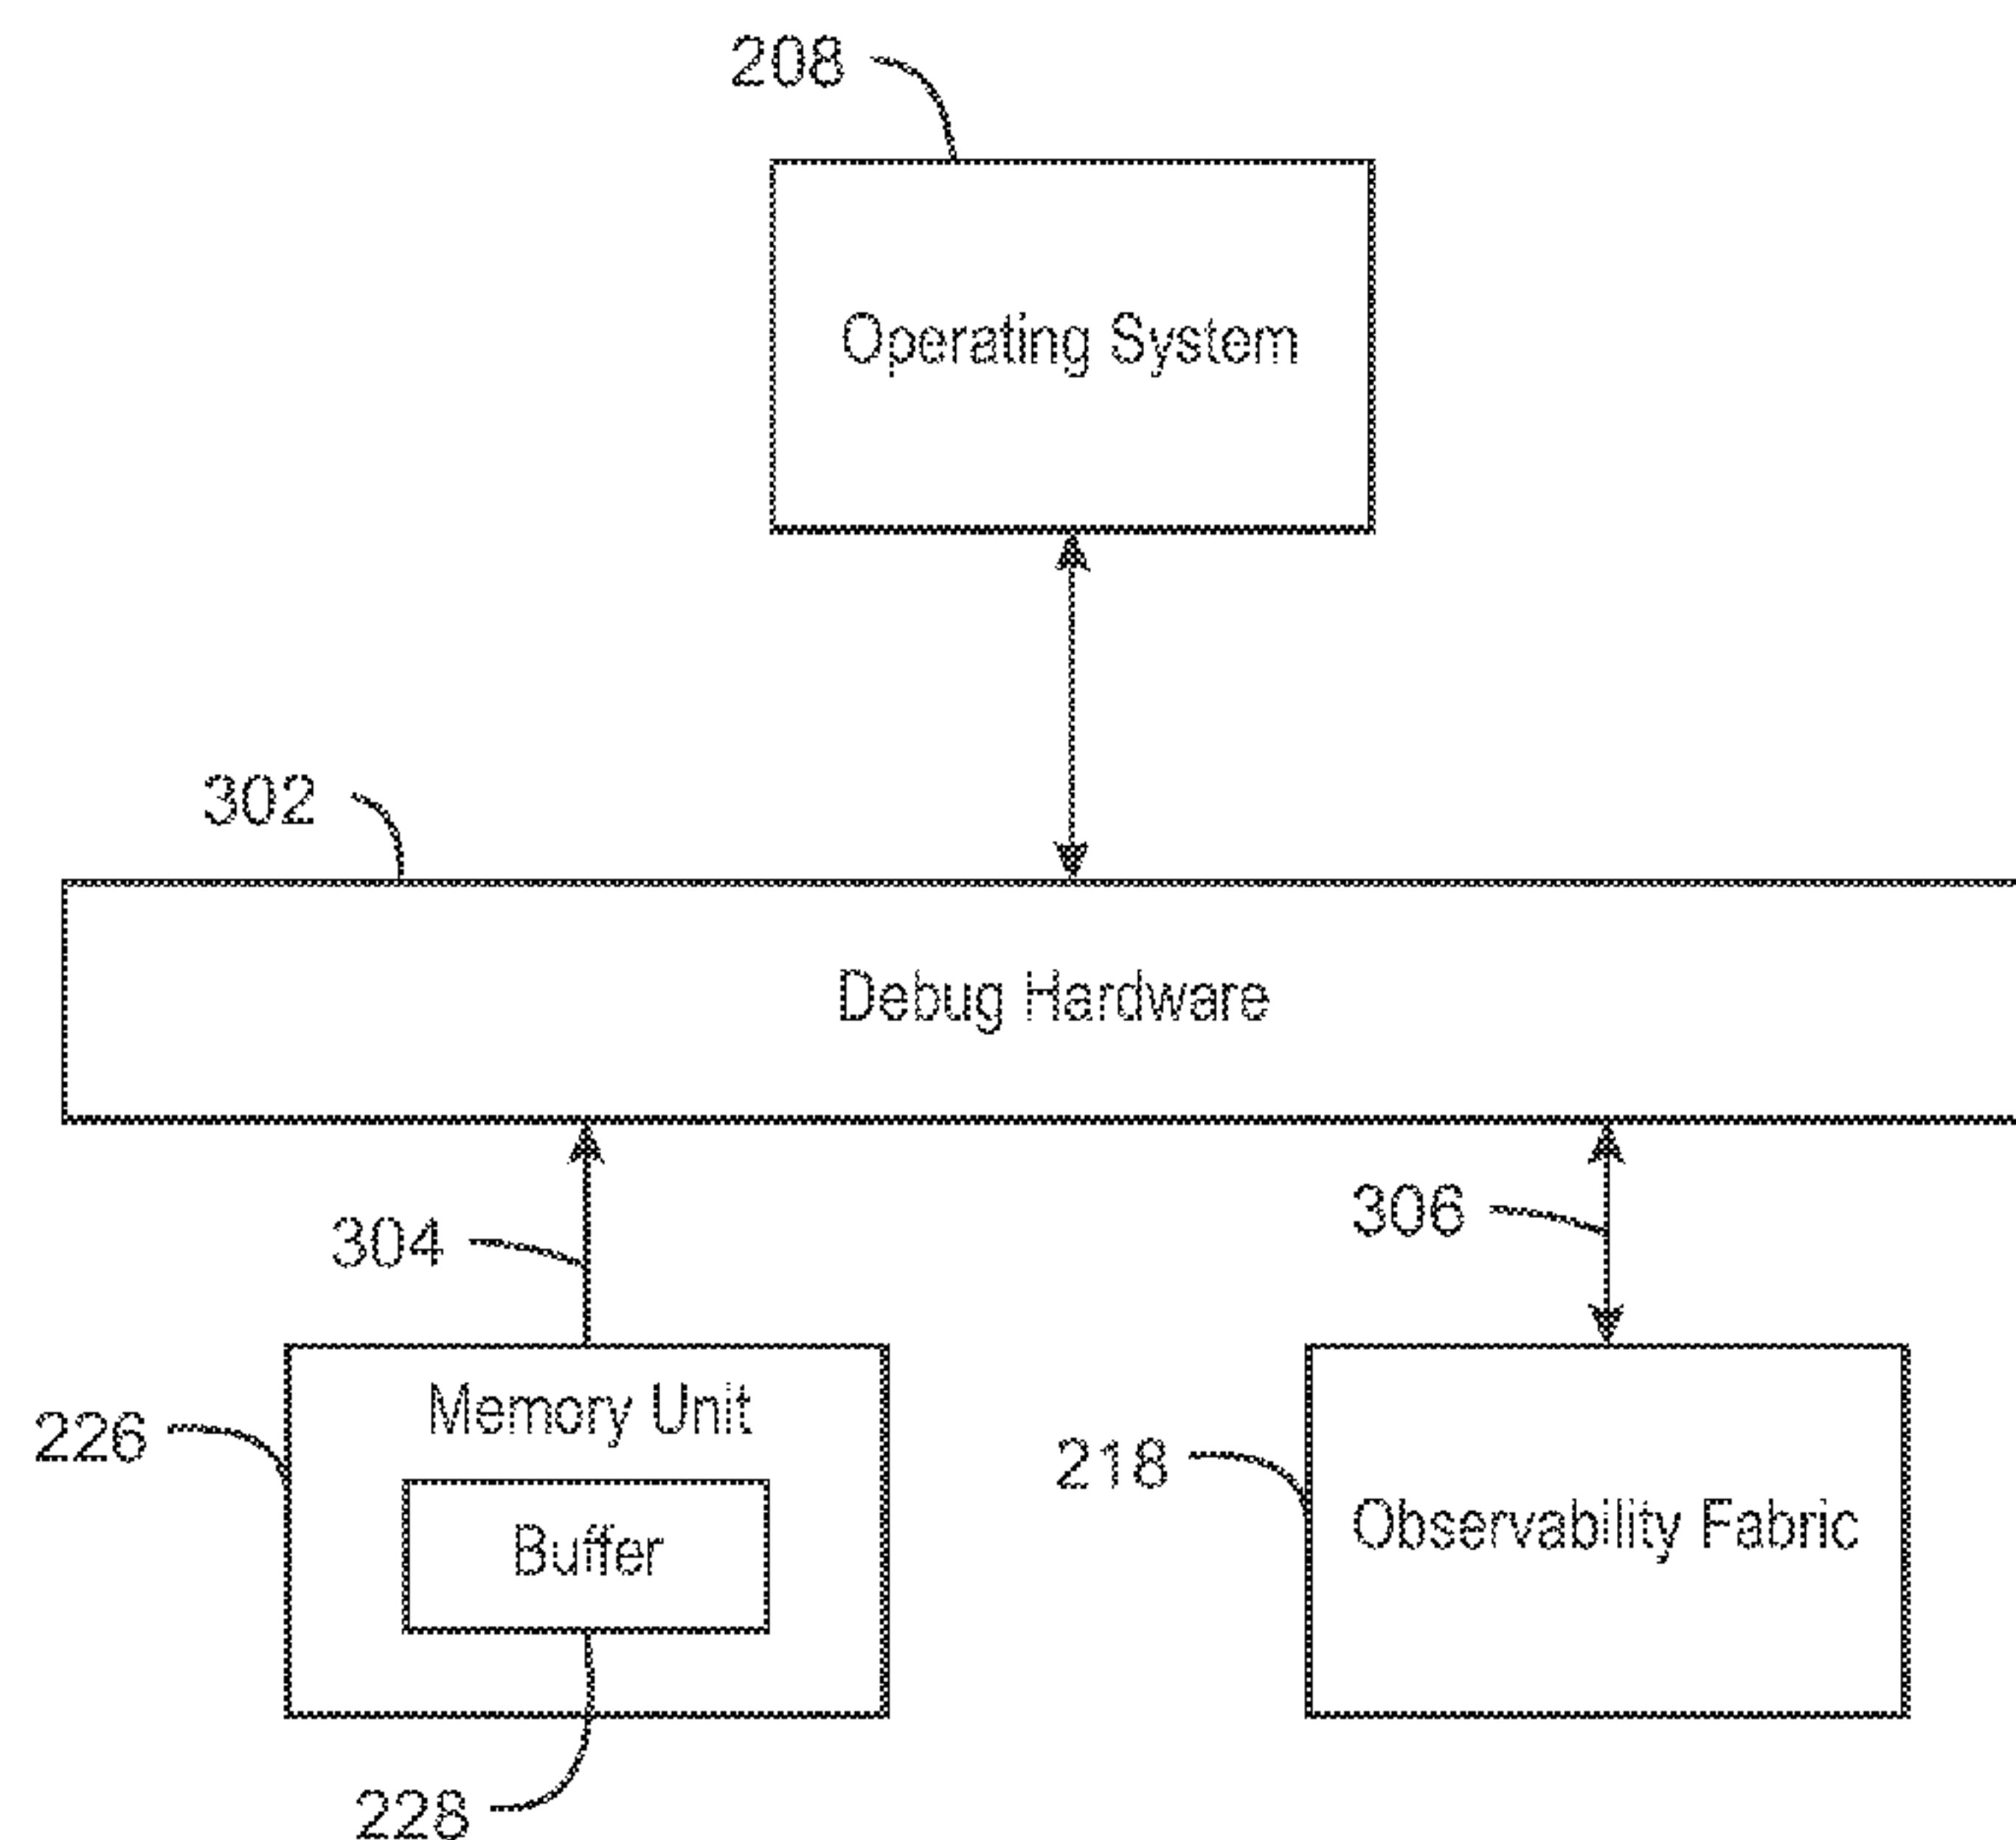 208
Operating System
302
Debug Hardware
304
306
Memory Unit
226
218
Observability Fabric
Buffer
228